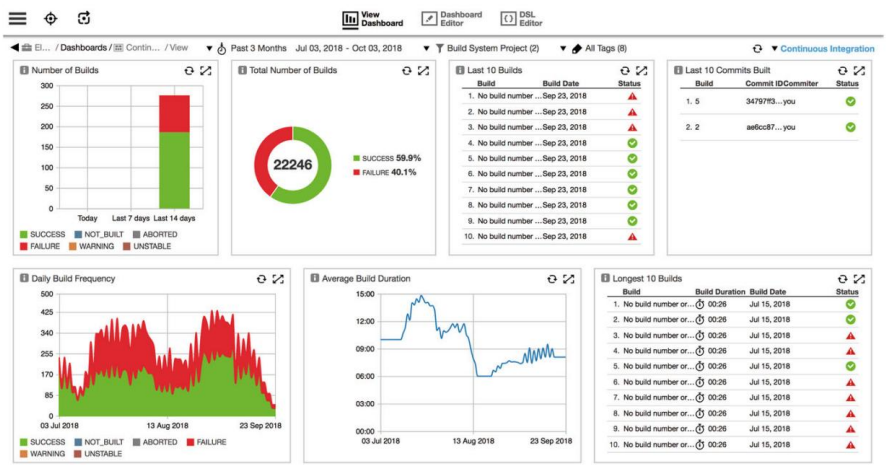 View Dashboard
Dashboard Editor
DSL Editor
El... / Dashboards / Contin... / View
Past 3 Months Jul 03, 2018 - Oct 03, 2018
Build System Project (2)
All Tags (8)
Continuous Integration
Number of Builds
300
250
200
150
100
50
0
Today Last 7 days Last 14 days
SUCCESS NOT_BUILT ABORTED
FAILURE WARNING UNSTABLE
Total Number of Builds
22246
SUCCESS 59.9%
FAILURE 40.1%
Last 10 Builds
Build Build Date Status
1. No build number ... Sep 23, 2018
2. No build number ... Sep 23, 2018
3. No build number ... Sep 23, 2018
4. No build number ... Sep 23, 2018
5. No build number ... Sep 23, 2018
6. No build number ... Sep 23, 2018
7. No build number ... Sep 23, 2018
8. No build number ... Sep 23, 2018
9. No build number ... Sep 23, 2018
10. No build number ... Sep 23, 2018
Last 10 Commits Built
Build Commit ID Commiter Status
1. 5 34797ff3... you
2. 2 ae6cc87... you
Daily Build Frequency
500
425
340
255
170
85
0
03 Jul 2018 13 Aug 2018 23 Sep 2018
SUCCESS NOT_BUILT ABORTED FAILURE
WARNING UNSTABLE
Average Build Duration
15:00
12:00
09:00
06:00
03:00
00:00
03 Jul 2018 13 Aug 2018 23 Sep 2018
Longest 10 Builds
Build Build Duration Build Date Status
1. No build number or... 00:26 Jul 15, 2018
2. No build number or... 00:26 Jul 15, 2018
3. No build number or... 00:26 Jul 15, 2018
4. No build number or... 00:26 Jul 15, 2018
5. No build number or... 00:26 Jul 15, 2018
6. No build number or... 00:26 Jul 15, 2018
7. No build number or... 00:26 Jul 15, 2018
8. No build number or... 00:26 Jul 15, 2018
9. No build number or... 00:26 Jul 15, 2018
10. No build number or... 00:26 Jul 15, 2018